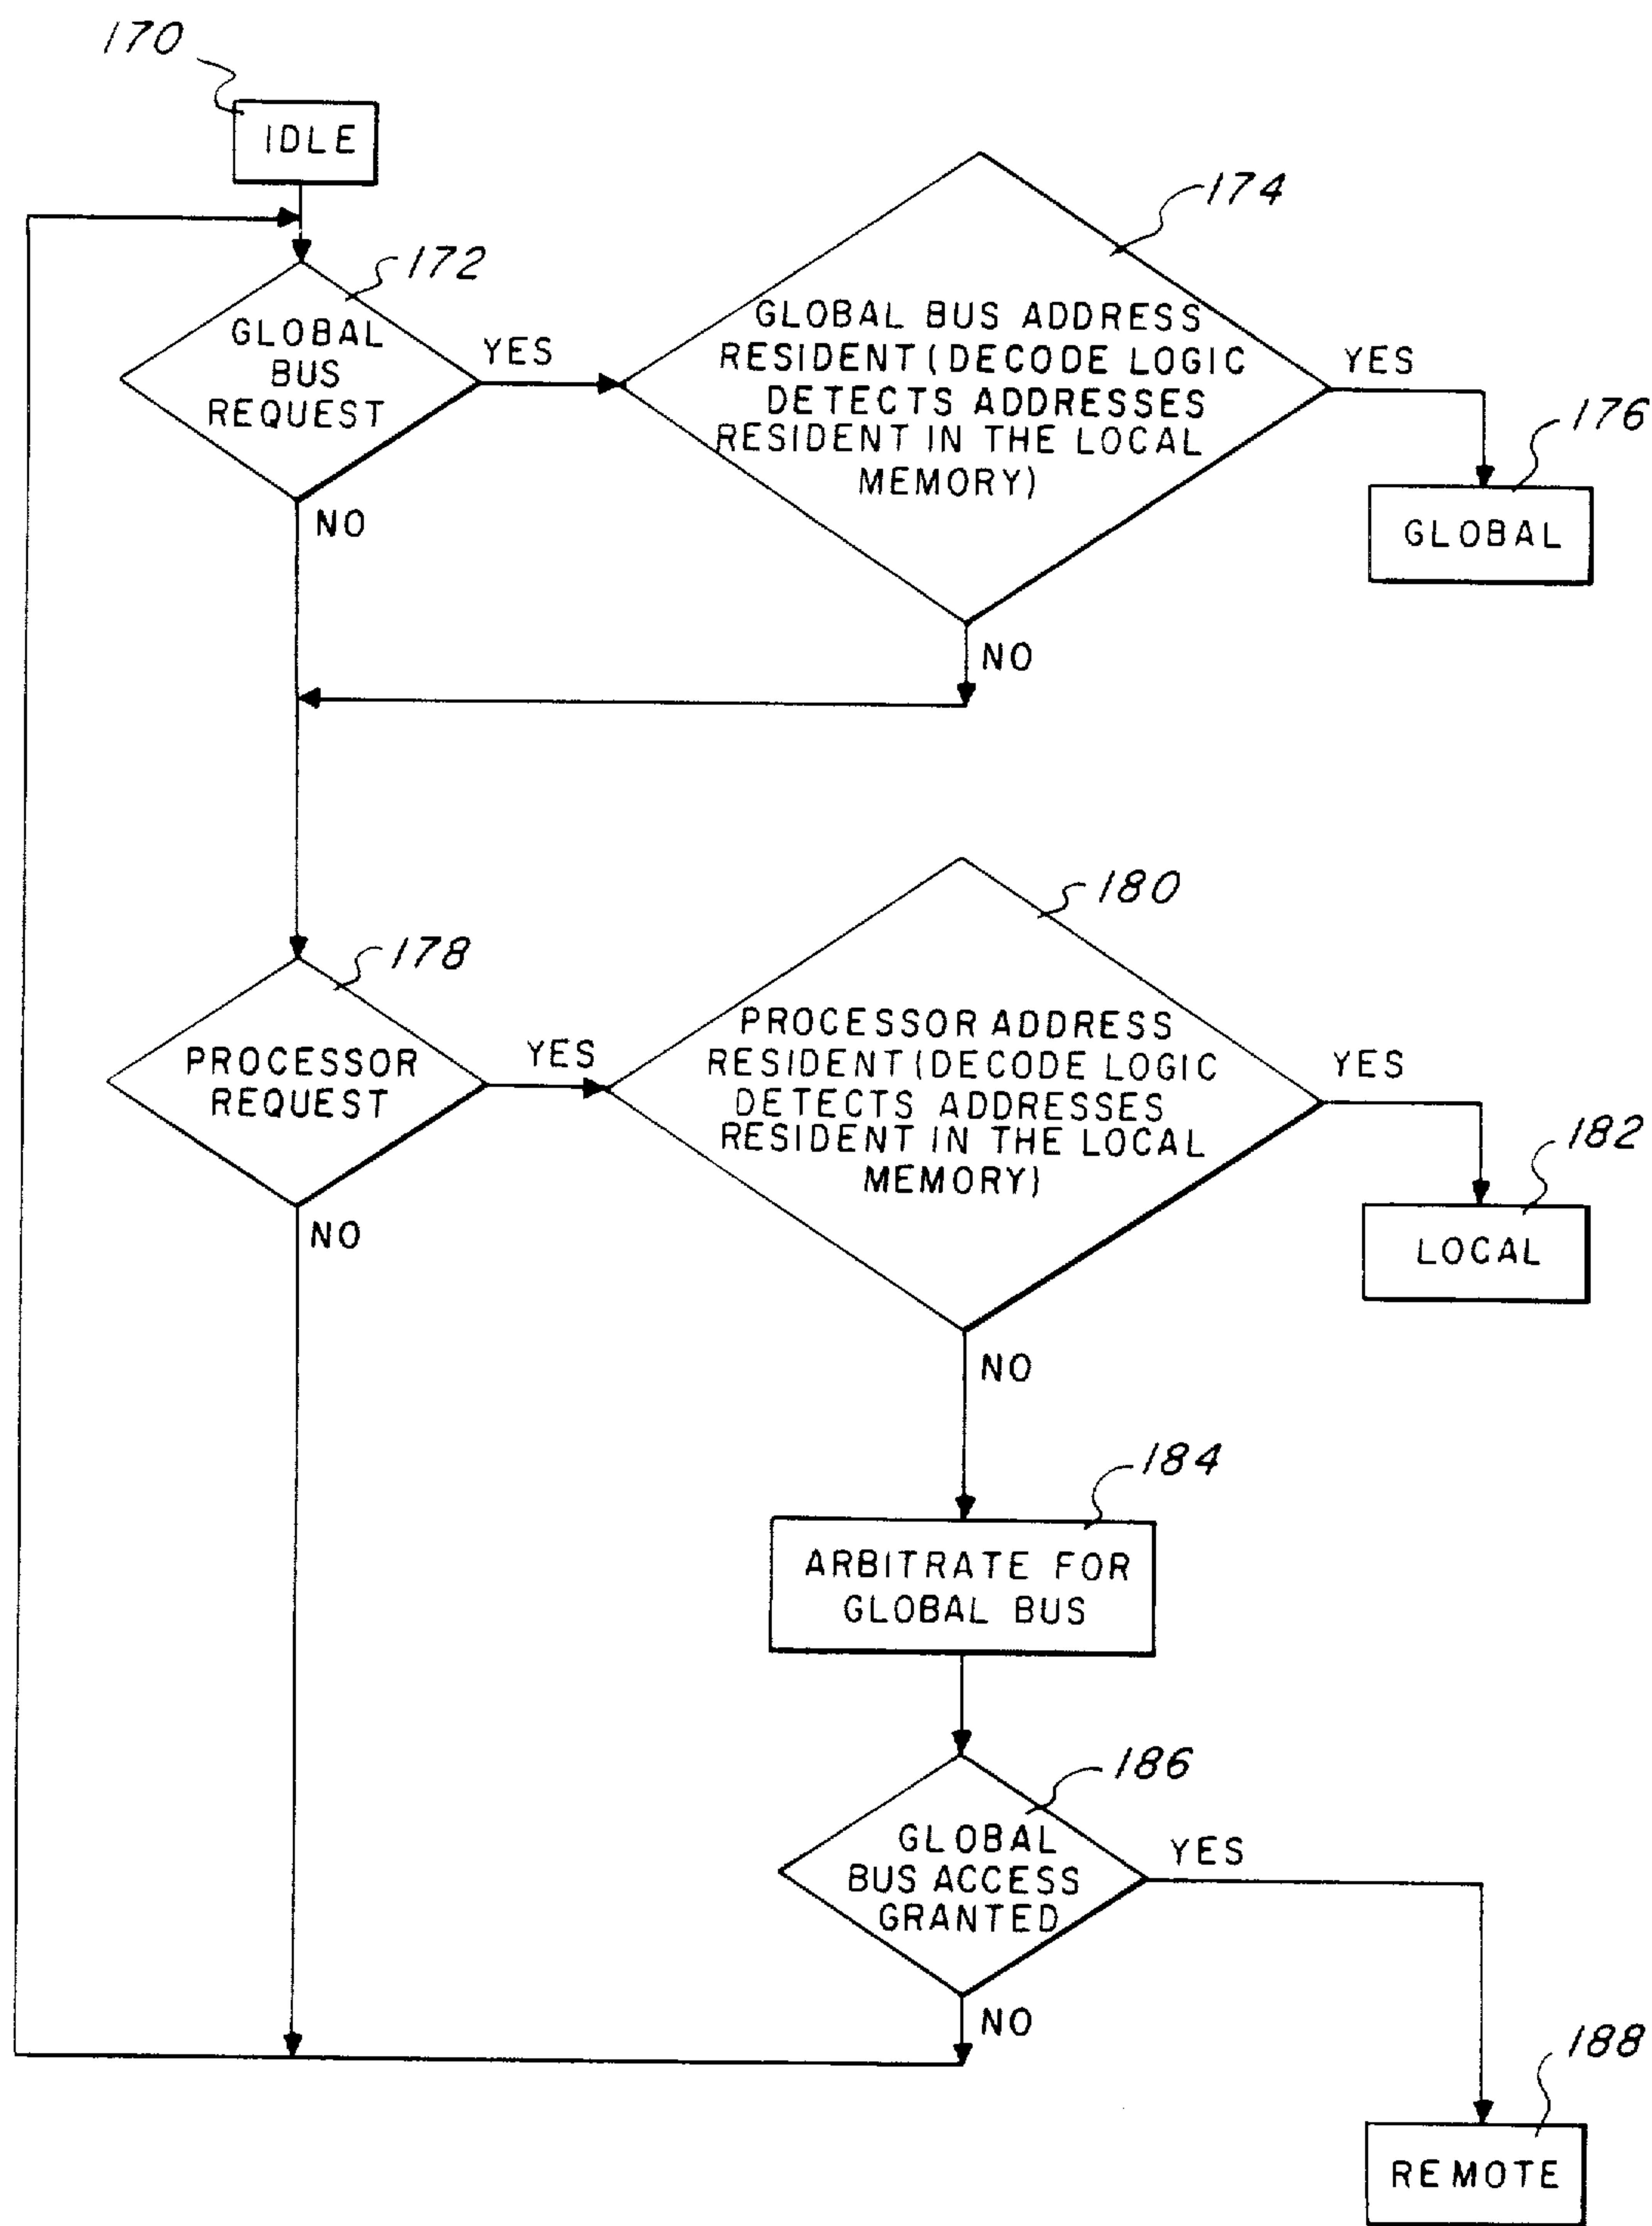 170
IDLE
172
GLOBAL
BUS
REQUEST
YES
NO
174
GLOBAL BUS ADDRESS
RESIDENT (DECODE LOGIC
DETECTS ADDRESSES
RESIDENT IN THE LOCAL
MEMORY)
YES
NO
176
GLOBAL
178
PROCESSOR
REQUEST
YES
NO
180
PROCESSOR ADDRESS
RESIDENT (DECODE LOGIC
DETECTS ADDRESSES
RESIDENT IN THE LOCAL
MEMORY)
YES
NO
182
LOCAL
184
ARBITRATE FOR
GLOBAL BUS
186
GLOBAL
BUS ACCESS
GRANTED
YES
NO
188
REMOTE